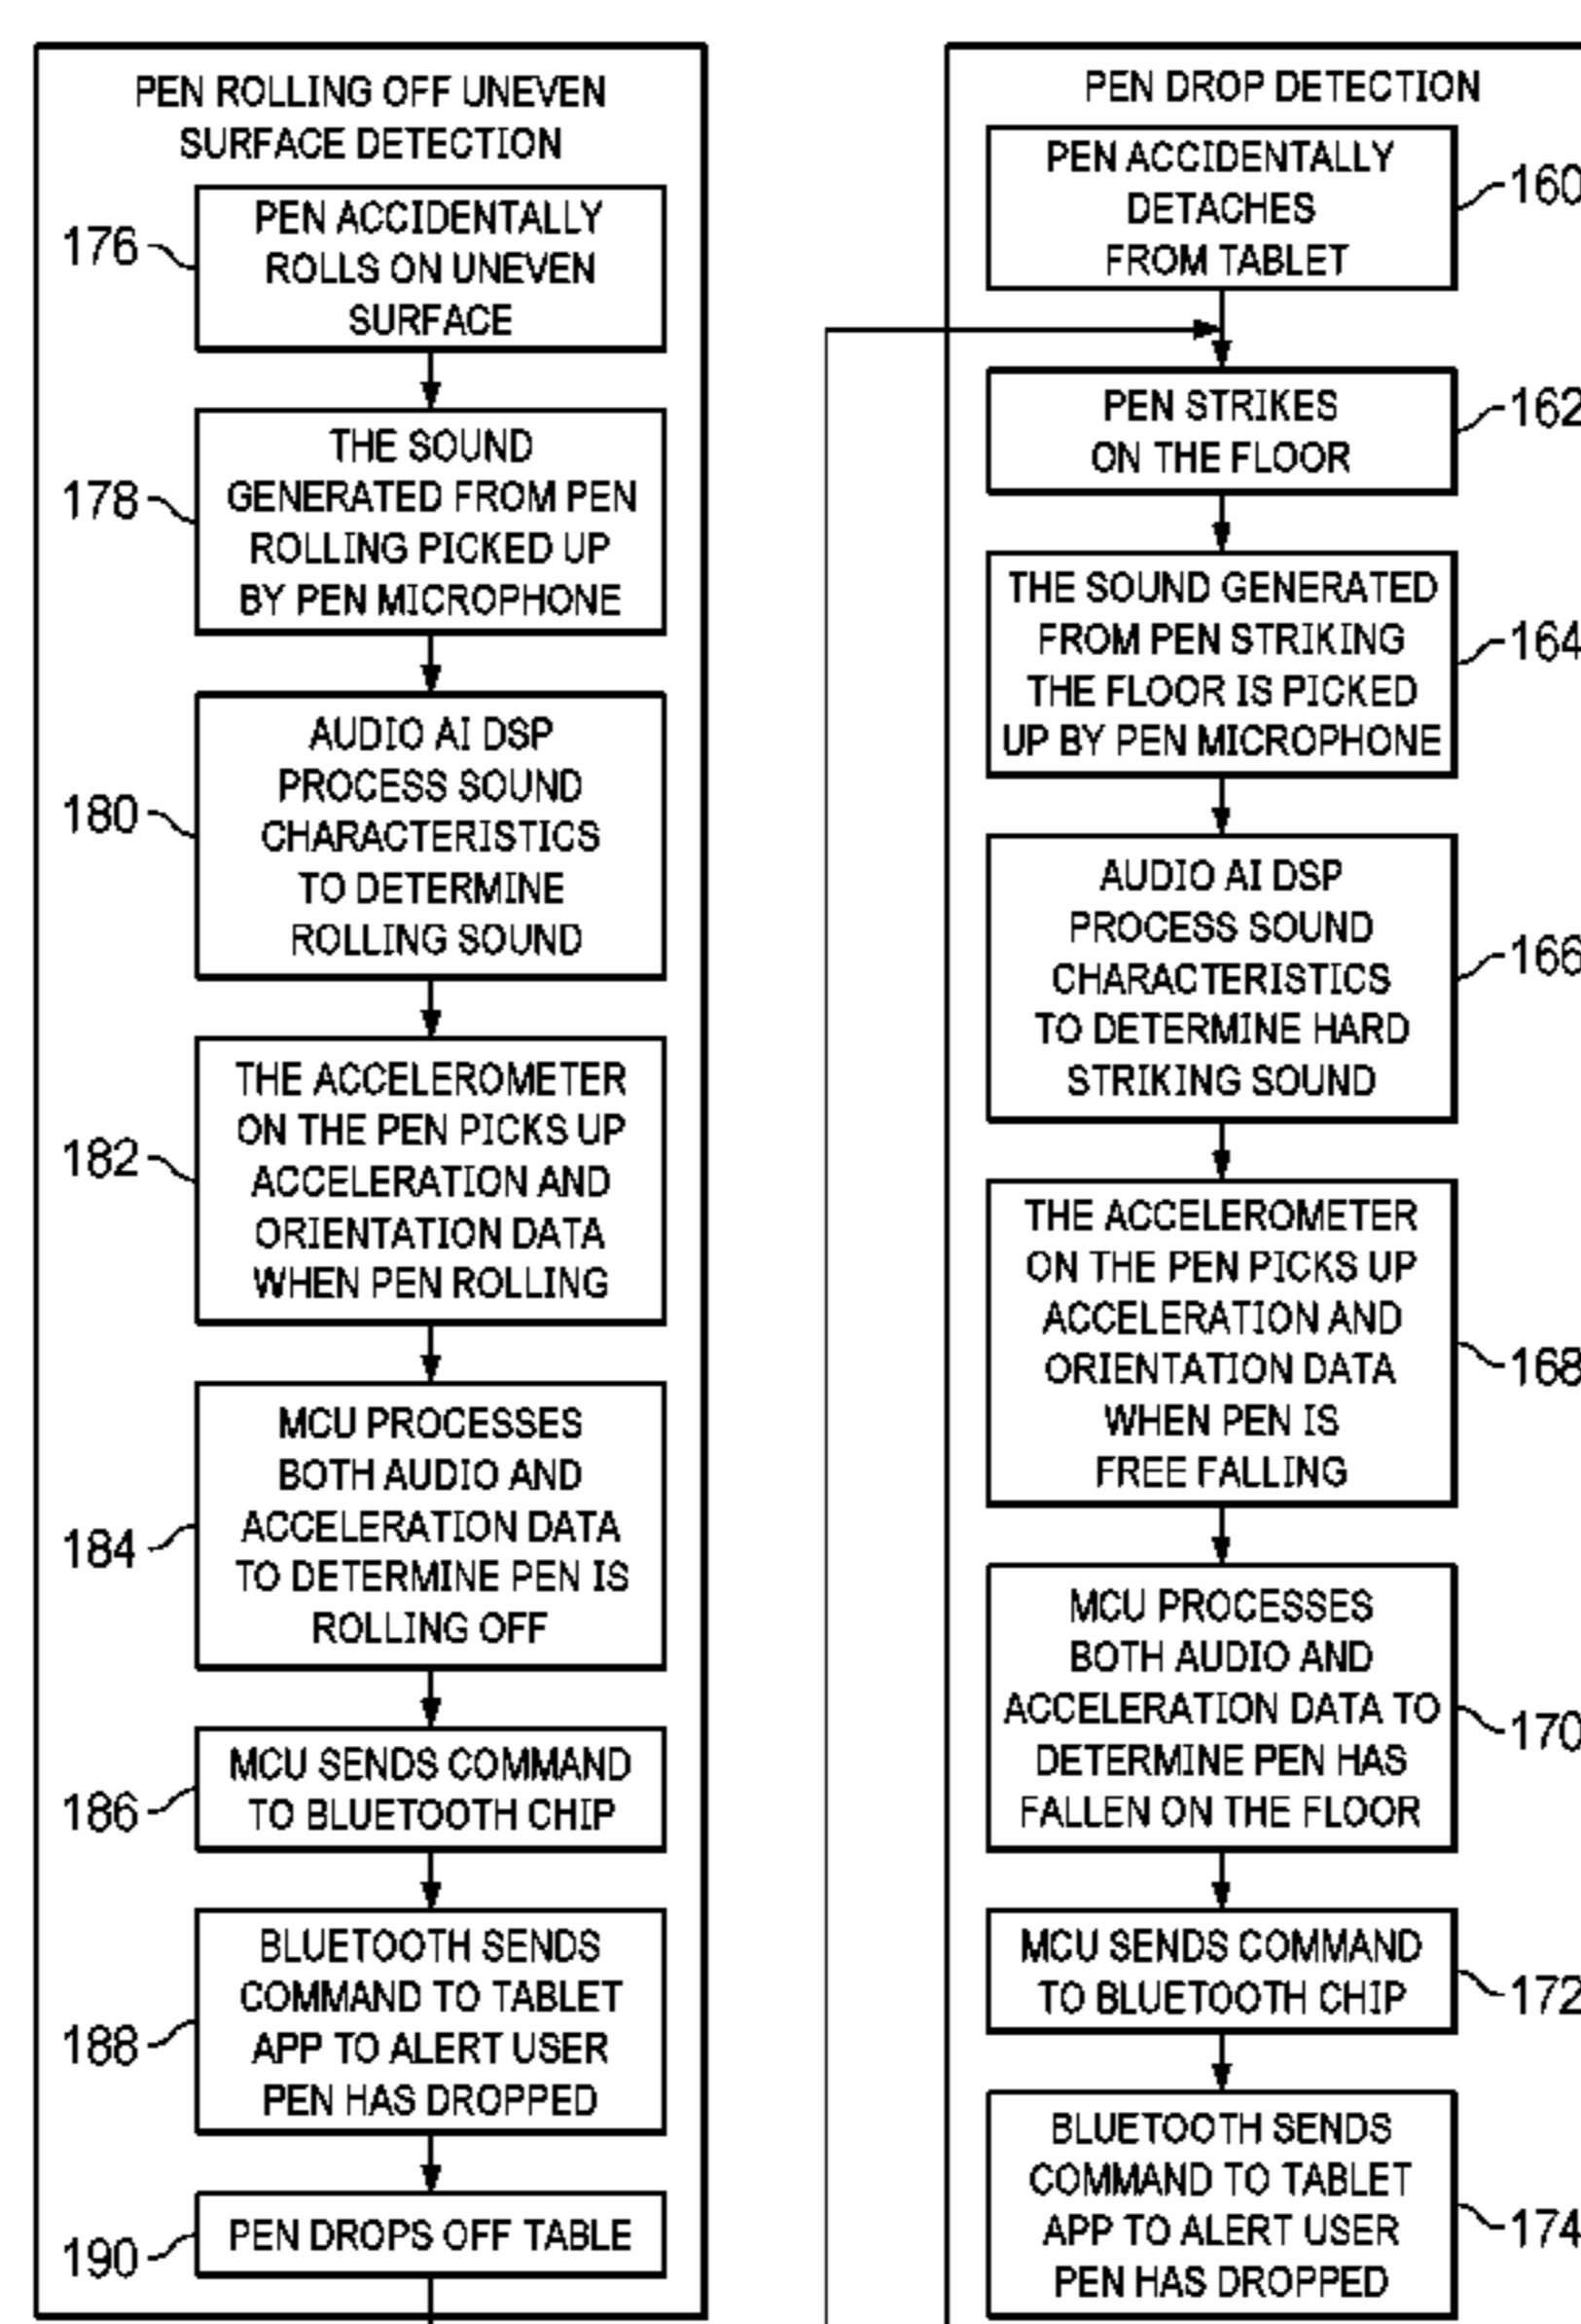 PEN ROLLING OFF UNEVEN
SURFACE DETECTION
176
PEN ACCIDENTALLY
ROLLS ON UNEVEN
SURFACE
178
THE SOUND
GENERATED FROM PEN
ROLLING PICKED UP
BY PEN MICROPHONE
180
AUDIO AI DSP
PROCESS SOUND
CHARACTERISTICS
TO DETERMINE
ROLLING SOUND
182
THE ACCELEROMETER
ON THE PEN PICKS UP
ACCELERATION AND
ORIENTATION DATA
WHEN PEN ROLLING
184
MCU PROCESSES
BOTH AUDIO AND
ACCELERATION DATA
TO DETERMINE PEN IS
ROLLING OFF
186
MCU SENDS COMMAND
TO BLUETOOTH CHIP
188
BLUETOOTH SENDS
COMMAND TO TABLET
APP TO ALERT USER
PEN HAS DROPPED
190
PEN DROPS OFF TABLE
PEN DROP DETECTION
PEN ACCIDENTALLY
DETACHES
FROM TABLET
160
PEN STRIKES
ON THE FLOOR
162
THE SOUND GENERATED
FROM PEN STRIKING
THE FLOOR IS PICKED
UP BY PEN MICROPHONE
164
AUDIO AI DSP
PROCESS SOUND
CHARACTERISTICS
TO DETERMINE HARD
STRIKING SOUND
166
THE ACCELEROMETER
ON THE PEN PICKS UP
ACCELERATION AND
ORIENTATION DATA
WHEN PEN IS
FREE FALLING
168
MCU PROCESSES
BOTH AUDIO AND
ACCELERATION DATA TO
DETERMINE PEN HAS
FALLEN ON THE FLOOR
170
MCU SENDS COMMAND
TO BLUETOOTH CHIP
172
BLUETOOTH SENDS
COMMAND TO TABLET
APP TO ALERT USER
PEN HAS DROPPED
174